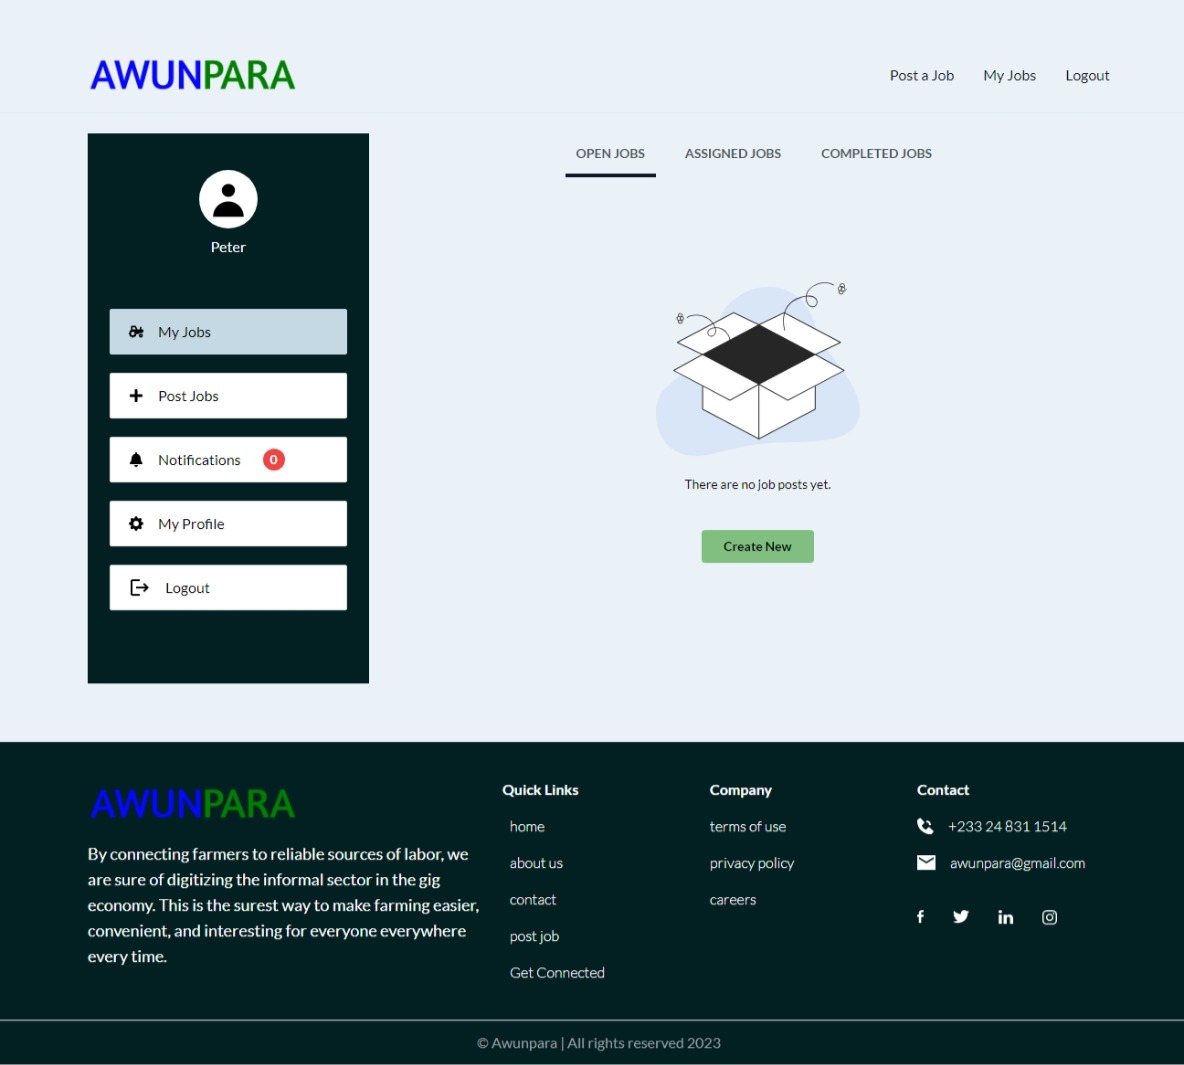 AWUNPARA
Post a Job
My Jobs
Logout
Peter
My Jobs
Post Jobs
Notifications 0
My Profile
Logout
OPEN JOBS
ASSIGNED JOBS
COMPLETED JOBS
There are no job posts yet.
Create New
AWUNPARA
By connecting farmers to reliable sources of labor, we
are sure of digitizing the informal sector in the gig
economy. This is the surest way to make farming easier,
convenient, and interesting for everyone everywhere
every time.
Quick Links
home
about us
contact
post job
Get Connected
Company
terms of use
privacy policy
careers
Contact
+233 24 831 1514
awunpara@gmail.com
© Awunpara | All rights reserved 2023